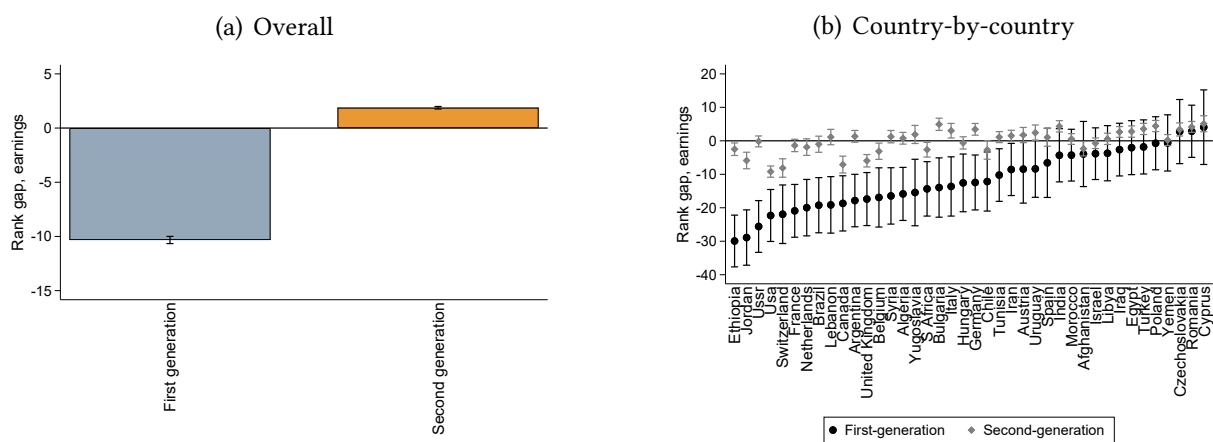 (a) Overall
Rank gap, earnings
5
0
-5
-10
-15
First generation
Second generation
(b) Country-by-country
Rank gap, earnings
20
10
0
-10
-20
-30
-40
Ethiopia
Jordan
Ussr
Usa
Switzerland
France
Netherlands
Brazil
Lebanon
Canada
Argentina
United Kingdom
Belgium
Syria
Algeria
Yugoslavia
S Africa
Bulgaria
Italy
Hungary
Germany
Chile
Tunisia
Iran
Austria
Uruguay
Spain
India
Morocco
Afghanistan
Israel
Libya
Iraq
Egypt
Turkey
Poland
Yemen
Czechoslovakia
Romania
Cyprus
First-generation
Second-generation